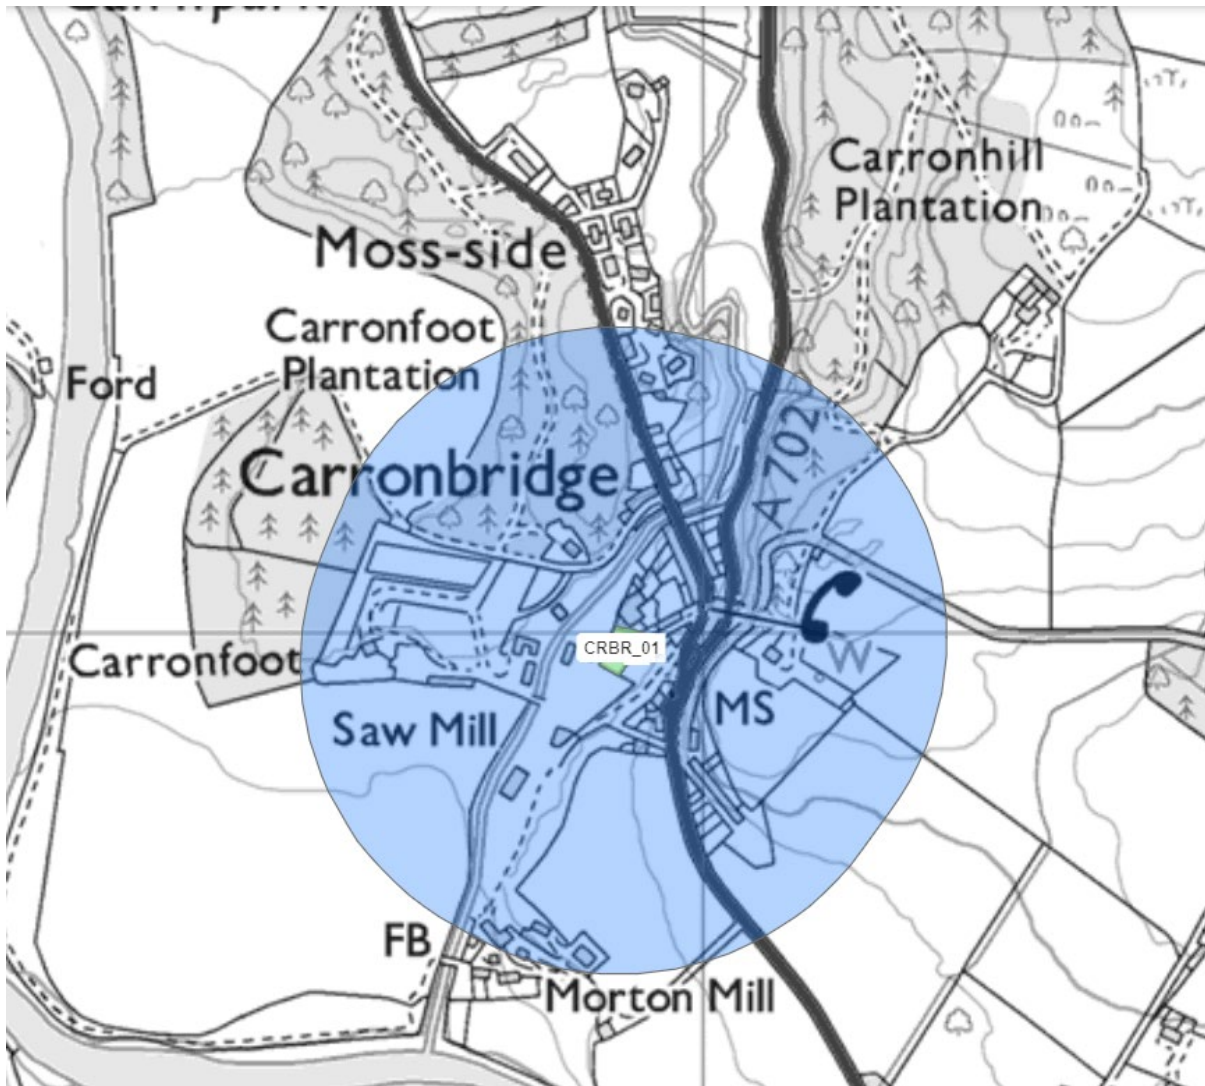 Carronhill
Plantation
Moss-side
Carronfoot
Plantation
Ford
A702
Carronbridge
CRBR_01
Carronfoot
W
Saw Mill
MS
FB
Morton Mill